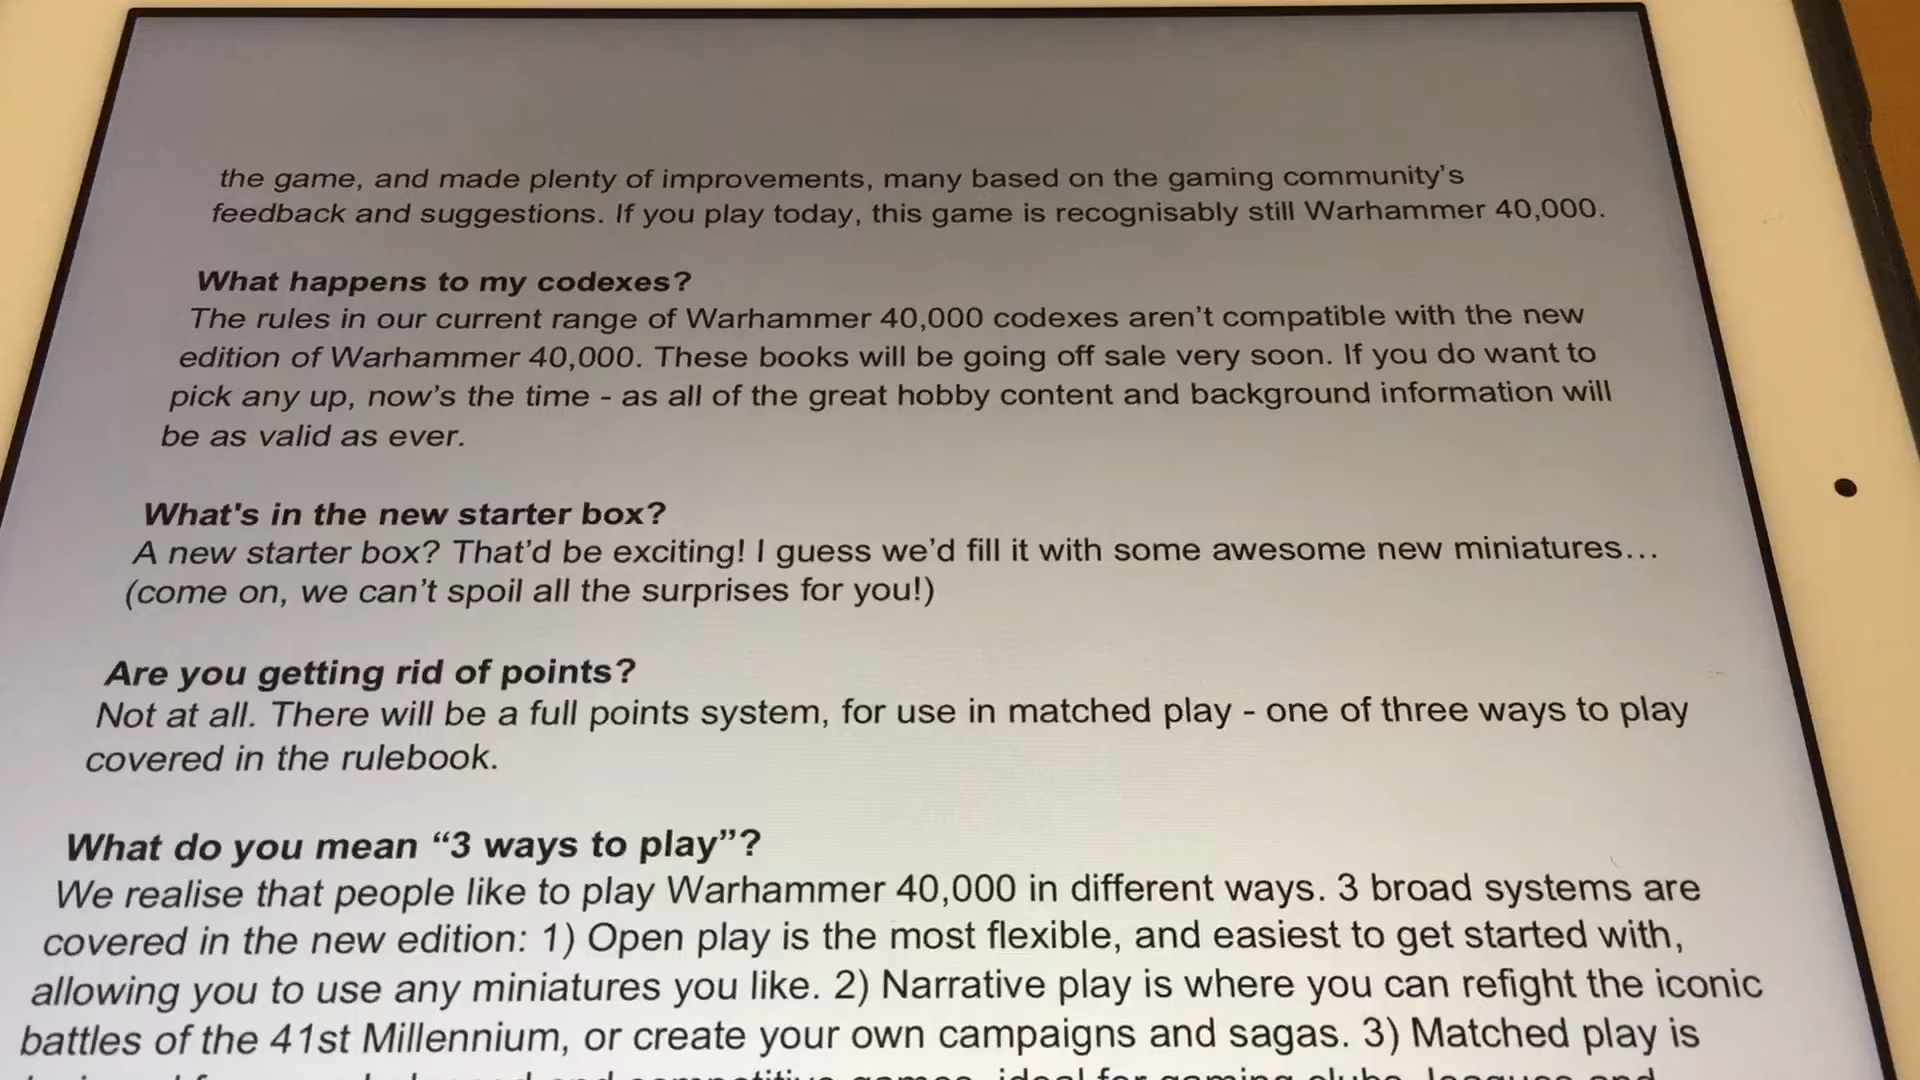 the game, and made plenty of improvements, many based on the gaming community's
feedback and suggestions. If you play today, this game is recognisably still Warhammer 40,000.
What happens to my codexes?
The rules in our current range of Warhammer 40,000 codexes aren't compatible with the new
edition of Warhammer 40,000. These books will be going off sale very soon. If you do want to
pick any up, now's the time - as all of the great hobby content and background information will
be as valid as ever.
What's in the new starter box?
A new starter box? That'd be exciting! I guess we'd fill it with some awesome new miniatures...
(come on, we can't spoil all the surprises for you!)
Are you getting rid of points?
Not at all. There will be a full points system, for use in matched play - one of three ways to play
covered in the rulebook.
What do you mean “3 ways to play”?
We realise that people like to play Warhammer 40,000 in different ways. 3 broad systems are
covered in the new edition: 1) Open play is the most flexible, and easiest to get started with,
allowing you to use any miniatures you like. 2) Narrative play is where you can refight the iconic
battles of the 41st Millennium, or create your own campaigns and sagas. 3) Matched play is
ideal for gaming clubs, leagues and